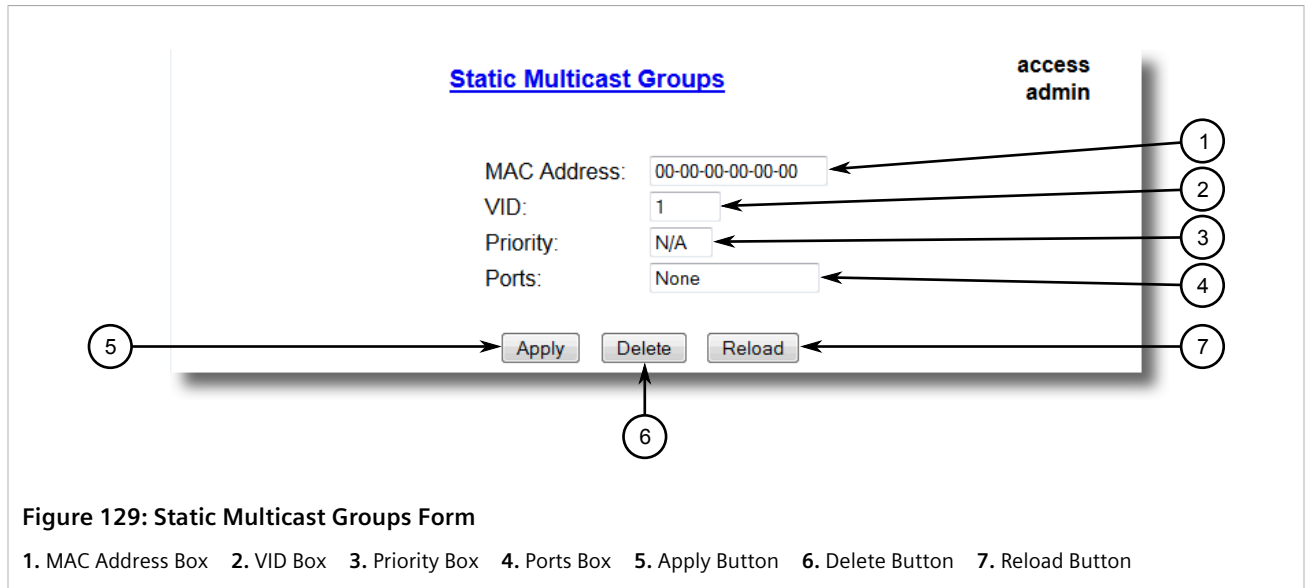 Static Multicast Groups
access
admin
MAC Address: 00-00-00-00-00-00
VID: 1
Priority: N/A
Ports: None
Apply Delete Reload
1
2
3
4
5
7
6
Figure 129: Static Multicast Groups Form
1. MAC Address Box 2. VID Box 3. Priority Box 4. Ports Box 5. Apply Button 6. Delete Button 7. Reload Button